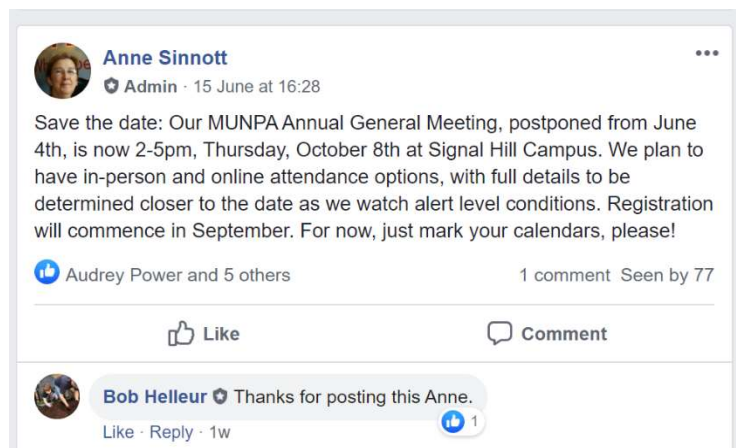 Anne Sinnott
Admin · 15 June at 16:28
Save the date: Our MUNPA Annual General Meeting, postponed from June
4th, is now 2-5pm, Thursday, October 8th at Signal Hill Campus. We plan to
have in-person and online attendance options, with full details to be
determined closer to the date as we watch alert level conditions. Registration
will commence in September. For now, just mark your calendars, please!
Audrey Power and 5 others 1 comment Seen by 77
Like Comment
Bob Helleur Thanks for posting this Anne.
Like · Reply · 1w 1